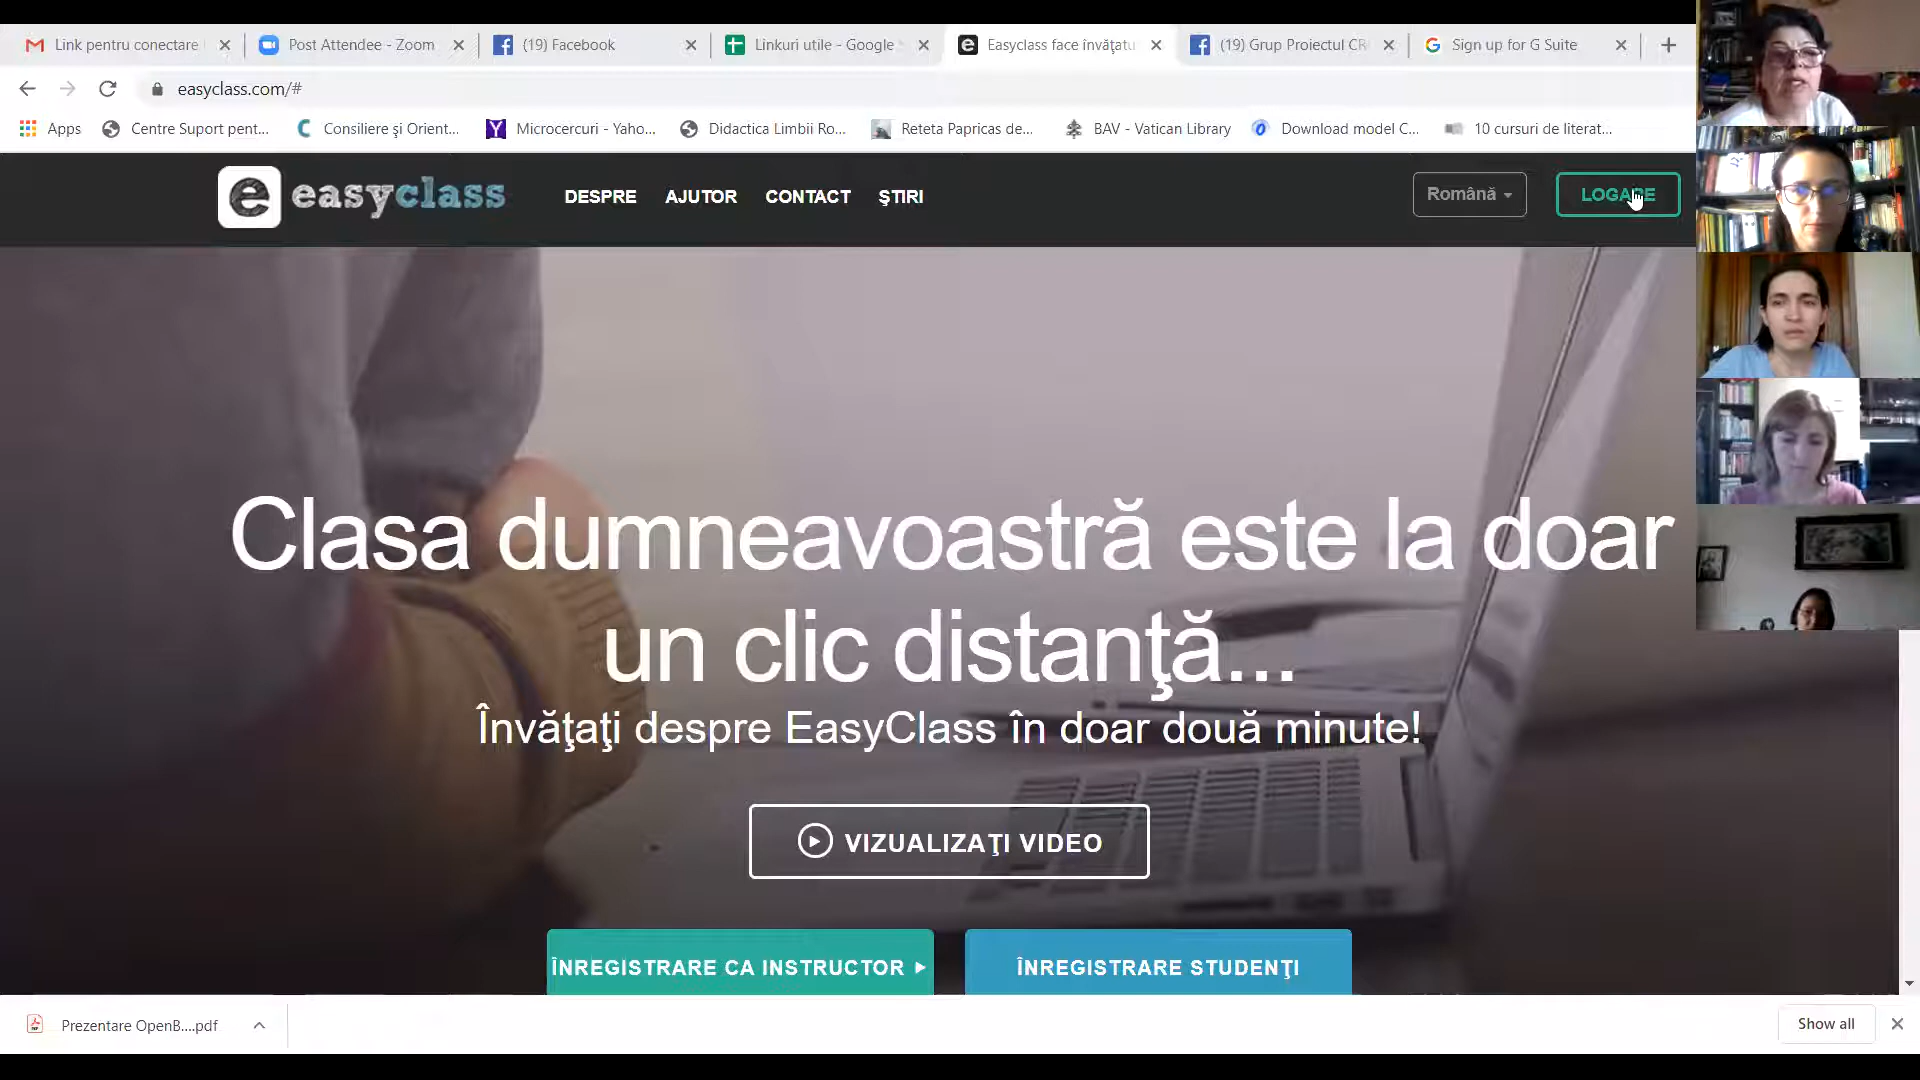 Link pentru conectare
Post Attendee - Zoom
(19) Facebook
Linkuri utile - Google
Easyclass face învăţatu
(19) Grup Proiectul CR
Sign up for G Suite
easyclass.com/#
Apps
Centre Suport pent...
Consiliere şi Orient...
Microcercuri - Yaho...
Didactica Limbii Ro...
Reteta Papricas de...
BAV - Vatican Library
Download model C...
10 cursuri de literat...
e easyclass
DESPRE
AJUTOR
CONTACT
ŞTIRI
Română
LOGARE
Clasa dumneavoastră este la doar
un clic distanţă...
Învăţaţi despre EasyClass în doar două minute!
VIZUALIZAŢI VIDEO
ÎNREGISTRARE CA INSTRUCTOR
ÎNREGISTRARE STUDENŢI
Prezentare OpenB....pdf
Show all